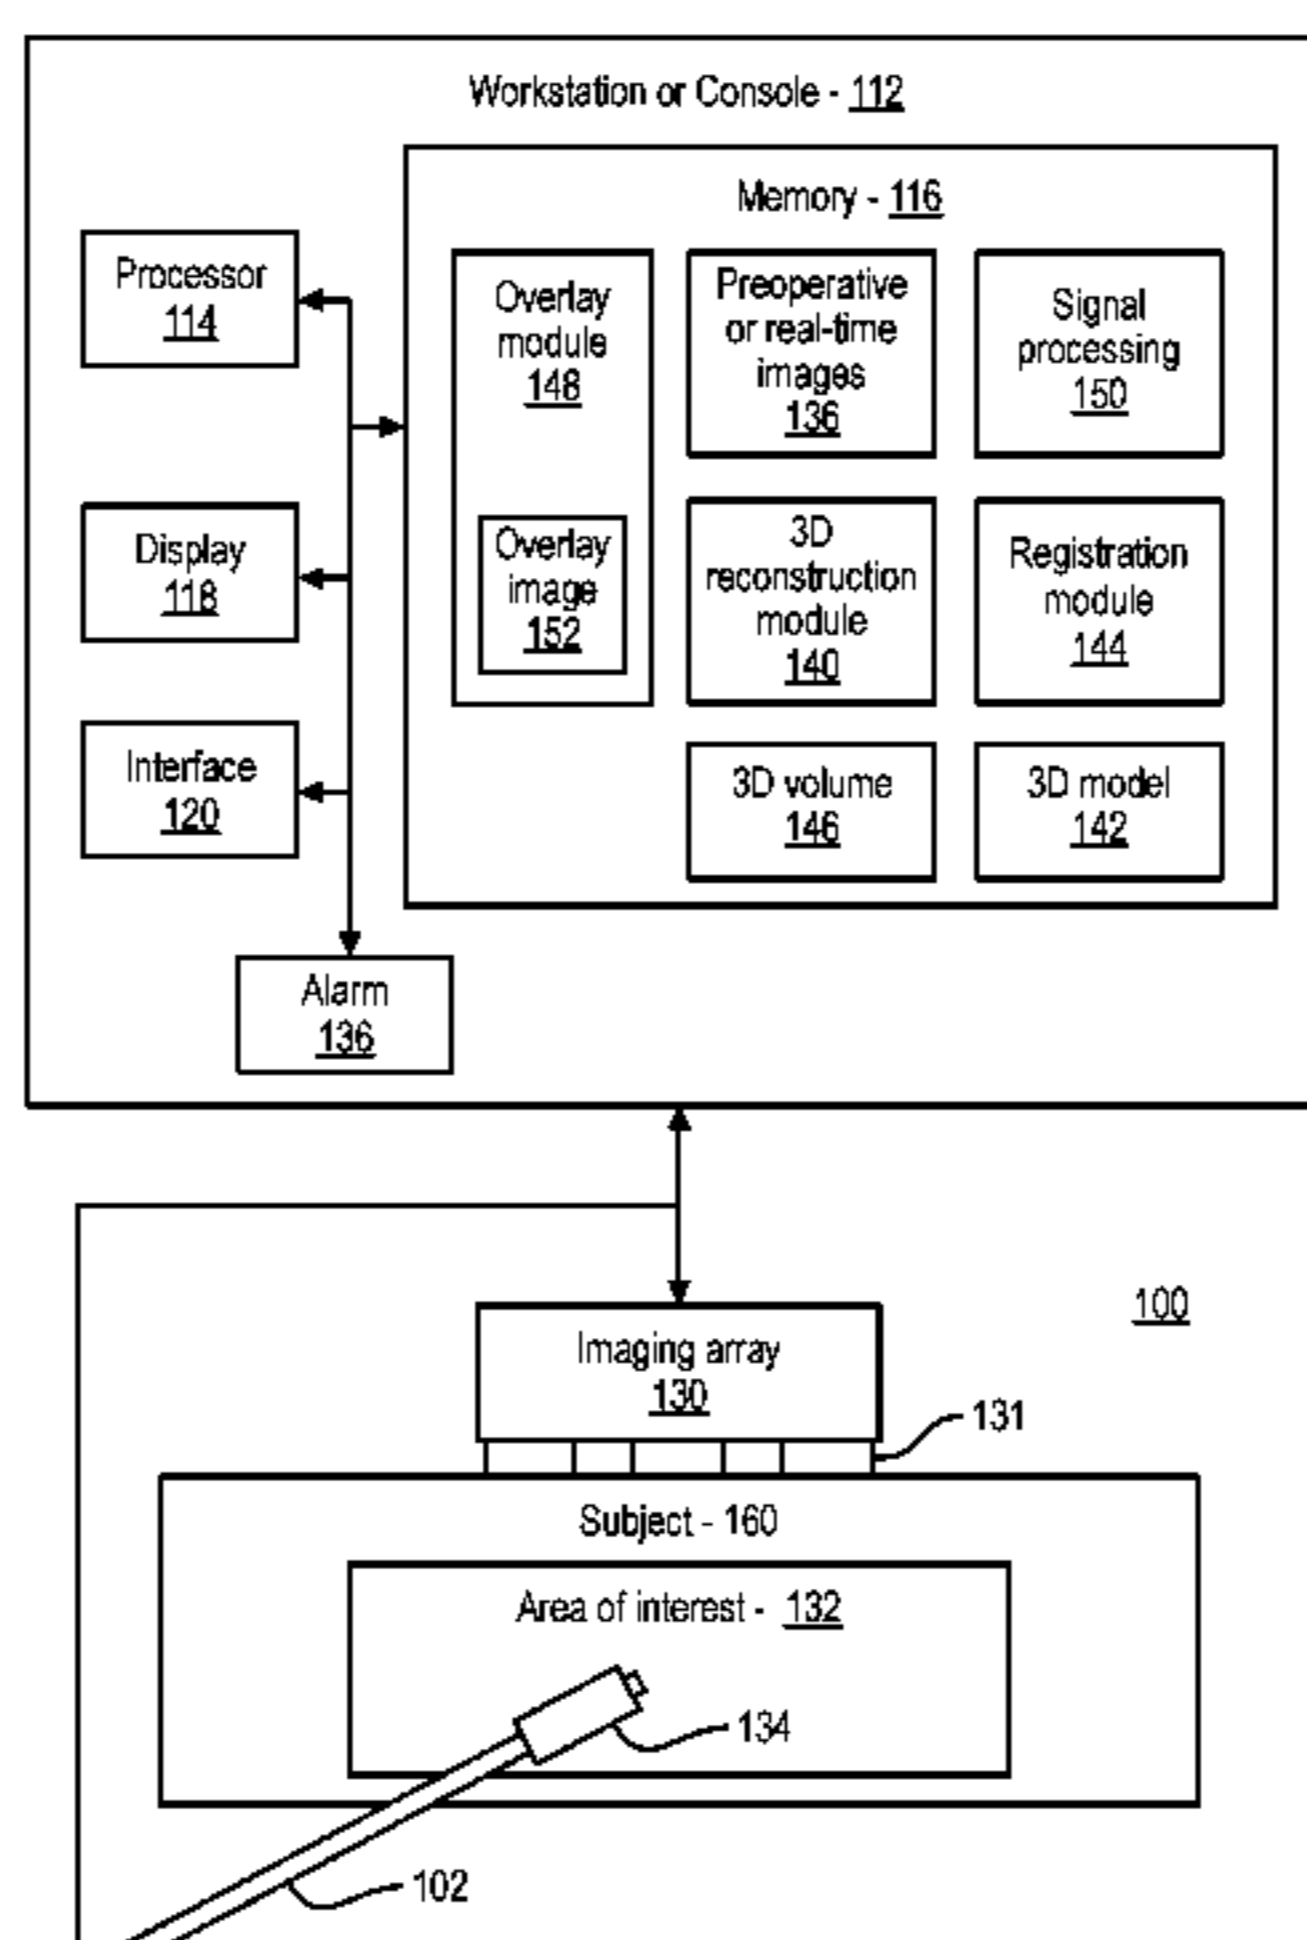 Workstation or Console - 112
Memory - 116
Processor
114
Overlay
module
148
Preoperative
or real-time
images
136
Signal
processing
150
Display
118
Overlay
image
152
3D
reconstruction
module
140
Registration
module
144
Interface
120
3D volume
146
3D model
142
Alarm
136
100
Imaging array
130
131
Subject - 160
Area of interest - 132
134
102